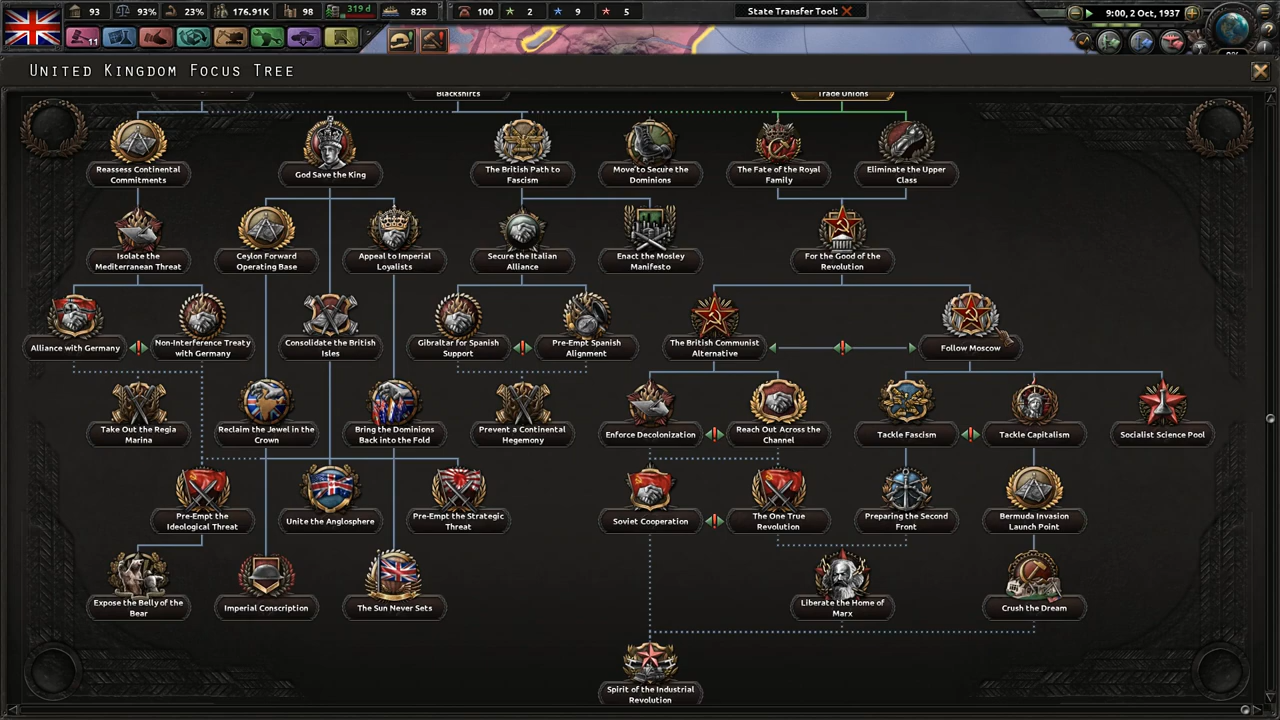 93
93%
23%
176.91K
98
319 d
828
100
2
9
5
State Transfer Tool:
9:00, 2 Oct, 1937
11
United Kingdom Focus Tree
Blackshirts
Trade Unions
Reassess Continental
Commitments
God Save the King
The British Path to
Fascism
Move to Secure the
Dominions
The Fate of the Royal
Family
Eliminate the Upper
Class
Isolate the
Mediterranean Threat
Ceylon Forward
Operating Base
Appeal to Imperial
Loyalists
Secure the Italian
Alliance
Enact the Mosley
Manifesto
For the Good of the
Revolution
Alliance with Germany
Non-Interference Treaty
with Germany
Consolidate the British
Isles
Gibraltar for Spanish
Support
Pre-Empt Spanish
Alignment
The British Communist
Alternative
Follow Moscow
Take Out the Regia
Marina
Reclaim the Jewel in the
Crown
Bring the Dominions
Back into the Fold
Prevent a Continental
Hegemony
Enforce Decolonization
Reach Out Across the
Channel
Tackle Fascism
Tackle Capitalism
Socialist Science Pool
Pre-Empt the
Ideological Threat
Unite the Anglosphere
Pre-Empt the Strategic
Threat
Soviet Cooperation
The One True
Revolution
Preparing the Second
Front
Bermuda Invasion
Launch Point
Expose the Belly of the
Bear
Imperial Conscription
The Sun Never Sets
Liberate the Home of
Marx
Crush the Dream
Spirit of the Industrial
Revolution